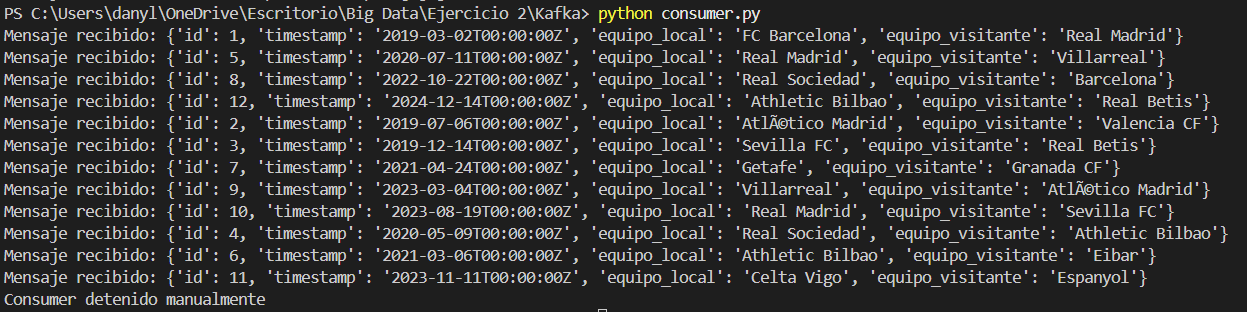 PS C:\Users\danyl\OneDrive\Escritorio\Big Data\Ejercicio 2\Kafka> python consumer.py
Mensaje recibido: {'id': 1, 'timestamp': '2019-03-02T00:00:00Z', 'equipo_local': 'FC Barcelona', 'equipo_visitante': 'Real Madrid'}
Mensaje recibido: {'id': 5, 'timestamp': '2020-07-11T00:00:00Z', 'equipo_local': 'Real Madrid', 'equipo_visitante': 'Villarreal'}
Mensaje recibido: {'id': 8, 'timestamp': '2022-10-22T00:00:00Z', 'equipo_local': 'Real Sociedad', 'equipo_visitante': 'Barcelona'}
Mensaje recibido: {'id': 12, 'timestamp': '2024-12-14T00:00:00Z', 'equipo_local': 'Athletic Bilbao', 'equipo_visitante': 'Real Betis'}
Mensaje recibido: {'id': 2, 'timestamp': '2019-07-06T00:00:00Z', 'equipo_local': 'AtlÃ©tico Madrid', 'equipo_visitante': 'Valencia CF'}
Mensaje recibido: {'id': 3, 'timestamp': '2019-12-14T00:00:00Z', 'equipo_local': 'Sevilla FC', 'equipo_visitante': 'Real Betis'}
Mensaje recibido: {'id': 7, 'timestamp': '2021-04-24T00:00:00Z', 'equipo_local': 'Getafe', 'equipo_visitante': 'Granada CF'}
Mensaje recibido: {'id': 9, 'timestamp': '2023-03-04T00:00:00Z', 'equipo_local': 'Villarreal', 'equipo_visitante': 'AtlÃ©tico Madrid'}
Mensaje recibido: {'id': 10, 'timestamp': '2023-08-19T00:00:00Z', 'equipo_local': 'Real Madrid', 'equipo_visitante': 'Sevilla FC'}
Mensaje recibido: {'id': 4, 'timestamp': '2020-05-09T00:00:00Z', 'equipo_local': 'Real Sociedad', 'equipo_visitante': 'Athletic Bilbao'}
Mensaje recibido: {'id': 6, 'timestamp': '2021-03-06T00:00:00Z', 'equipo_local': 'Athletic Bilbao', 'equipo_visitante': 'Eibar'}
Mensaje recibido: {'id': 11, 'timestamp': '2023-11-11T00:00:00Z', 'equipo_local': 'Celta Vigo', 'equipo_visitante': 'Espanyol'}
Consumer detenido manualmente